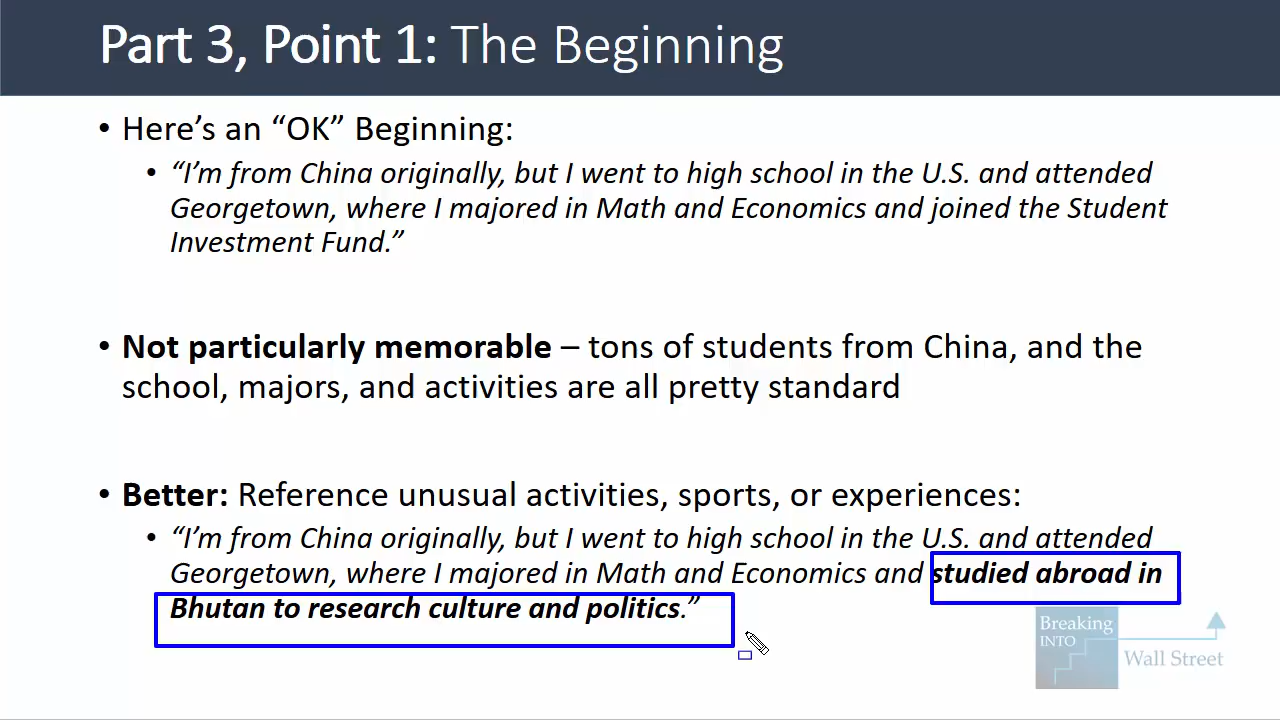 Part 3, Point 1: The Beginning
• Here’s an “OK” Beginning:
• “I’m from China originally, but I went to high school in the U.S. and attended
Georgetown, where I majored in Math and Economics and joined the Student
Investment Fund.”
• Not particularly memorable – tons of students from China, and the
school, majors, and activities are all pretty standard
• Better: Reference unusual activities, sports, or experiences:
• “I’m from China originally, but I went to high school in the U.S. and attended
Georgetown, where I majored in Math and Economics and studied abroad in
Bhutan to research culture and politics.”
Breaking
INTO
Wall Street